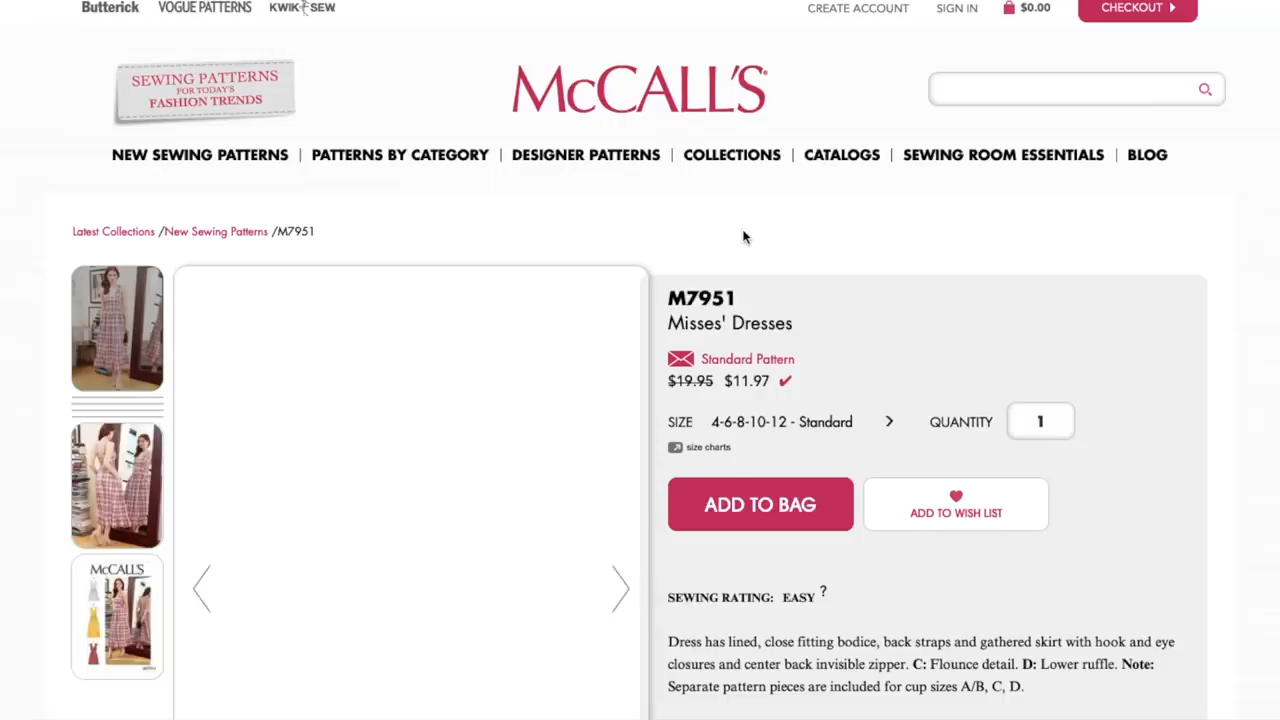 Butterick VOGUE PATTERNS KWIK SEW CREATE ACCOUNT SIGN IN $0.00 CHECKOUT
SEWING PATTERNS
FOR TODAY'S
FASHION TRENDS
McCALL'S
NEW SEWING PATTERNS | PATTERNS BY CATEGORY | DESIGNER PATTERNS | COLLECTIONS | CATALOGS | SEWING ROOM ESSENTIALS | BLOG
Latest Collections /New Sewing Patterns /M7951
M7951
Misses' Dresses
Standard Pattern
$19.95 $11.97
SIZE 4-6-8-10-12 - Standard QUANTITY 1
size charts
ADD TO BAG
ADD TO WISH LIST
McCALL'S
SEWING RATING: EASY ?
Dress has lined, close fitting bodice, back straps and gathered skirt with hook and eye
closures and center back invisible zipper. C: Flounce detail. D: Lower ruffle. Note:
Separate pattern pieces are included for cup sizes A/B, C, D.